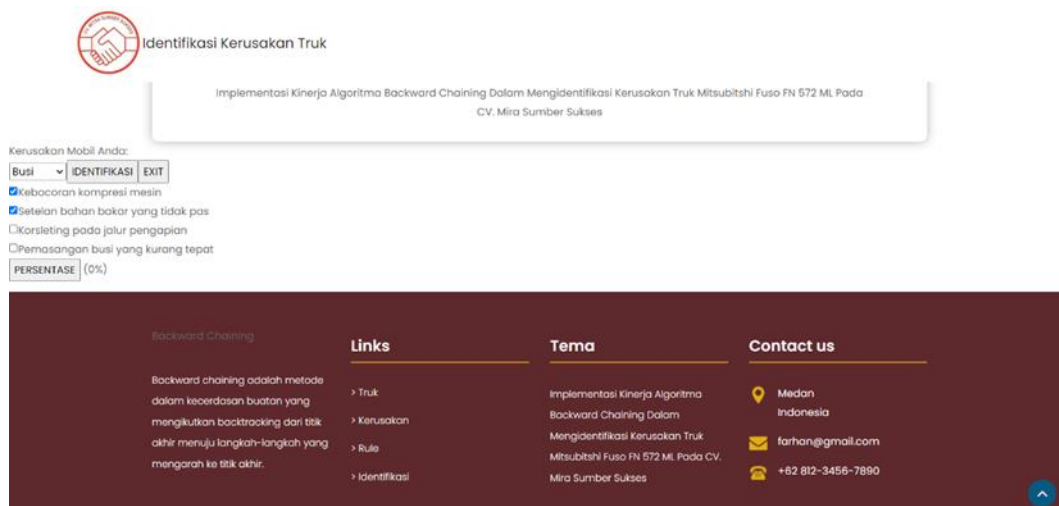 Identifikasi Kerusakan Truk
Implementasi Kinerja Algoritma Backward Chaining Dalam Mengidentifikasi Kerusakan Truk Mitsubitshi Fuso FN 572 ML Pada
CV. Mira Sumber Sukses
Kerusakan Mobil Anda:
Busi IDENTIFIKASI EXIT
Kebocoran kompresi mesin
Setelan bahan bakar yang tidak pas
Korsleting pada jalur pengapian
Pemasangan busi yang kurang tepat
PERSENTASE (0%)
Backward Chaining
Backward chaining adalah metode
dalam kecerdasan buatan yang
mengikutkan backtracking dari titik
akhir menuju langkah-langkah yang
mengarah ke titik akhir.
Links
> Truk
> Kerusakan
> Rule
> Identifikasi
Tema
Implementasi Kinerja Algoritma
Backward Chaining Dalam
Mengidentifikasi Kerusakan Truk
Mitsubitshi Fuso FN 572 ML Pada CV.
Mira Sumber Sukses
Contact us
Medan
Indonesia
farhan@gmail.com
+62 812-3456-7890